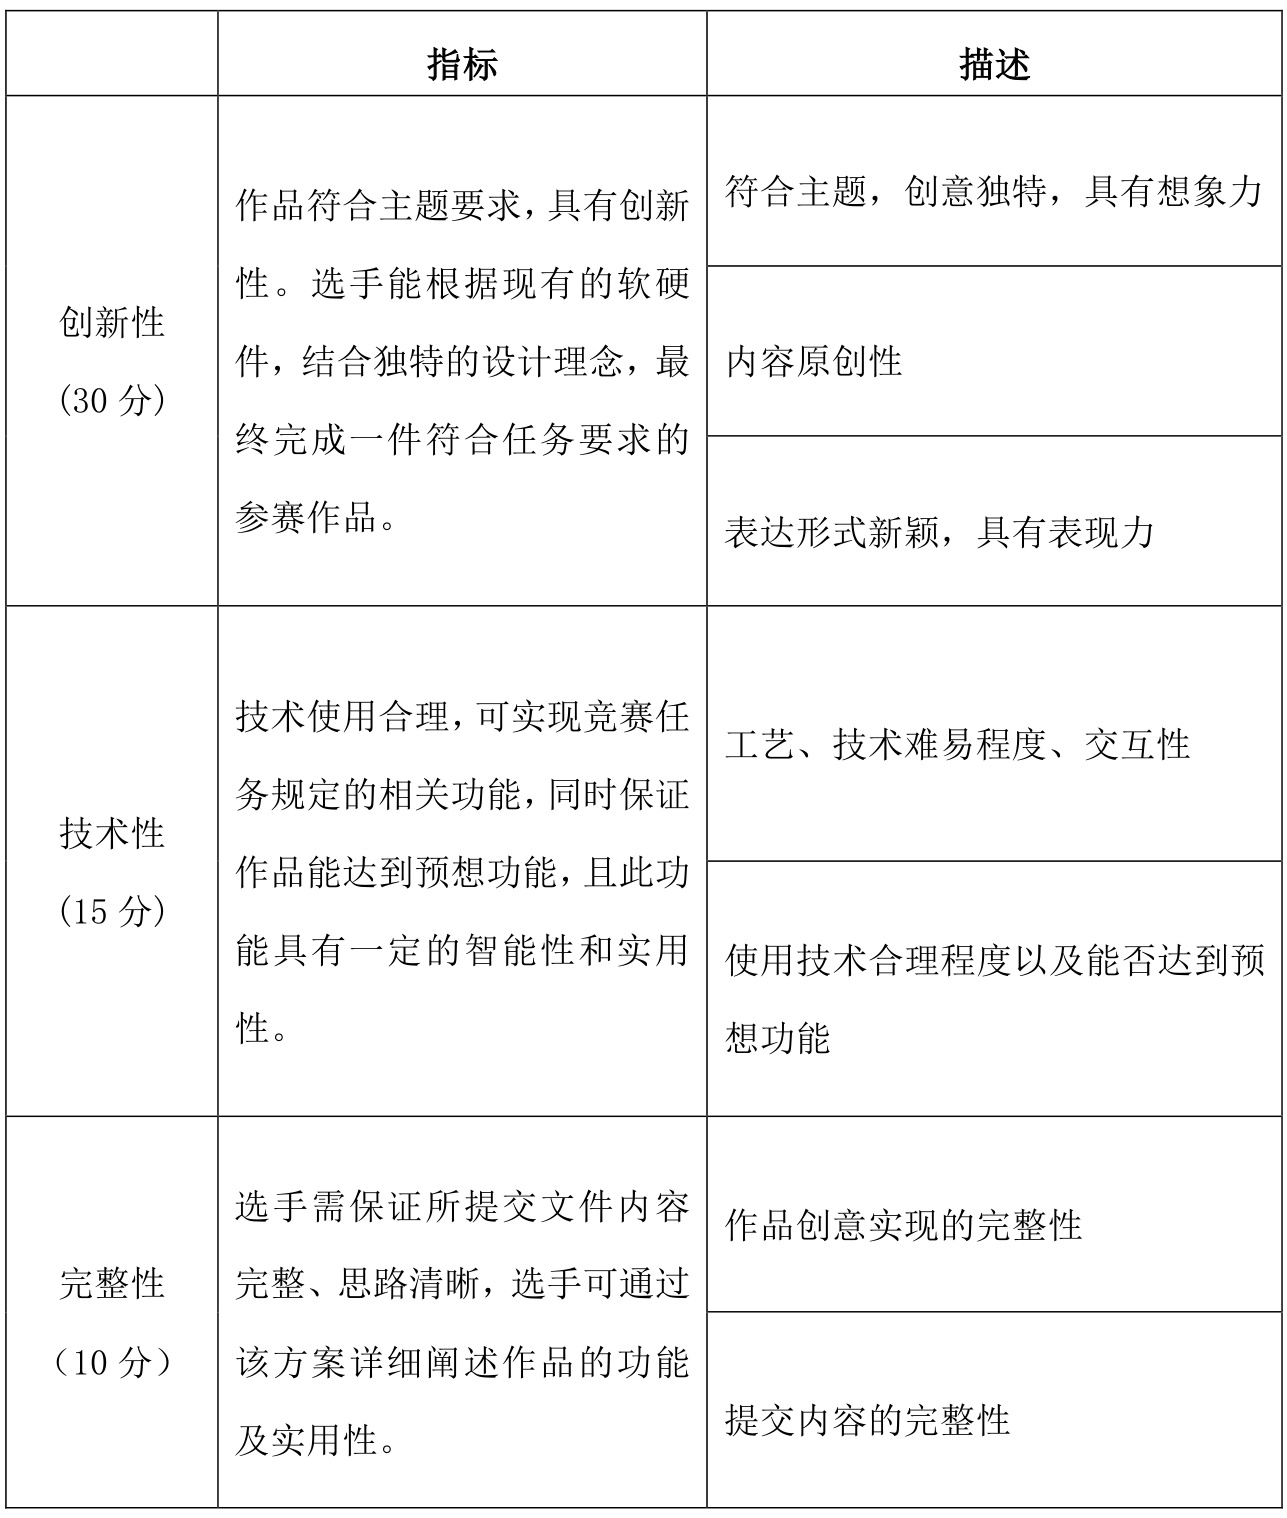 指标
描述
创新性
(30 分)
作品符合主题要求，具有创新
性。选手能根据现有的软硬
件，结合独特的设计理念，最
终完成一件符合任务要求的
参赛作品。
符合主题，创意独特，具有想象力
内容原创性
表达形式新颖，具有表现力
技术性
(15 分)
技术使用合理，可实现竞赛任
务规定的相关功能，同时保证
作品能达到预想功能，且此功
能具有一定的智能性和实用
性。
工艺、技术难易程度、交互性
使用技术合理程度以及能否达到预
想功能
完整性
（10 分）
选手需保证所提交文件内容
完整、思路清晰，选手可通过
该方案详细阐述作品的功能
及实用性。
作品创意实现的完整性
提交内容的完整性